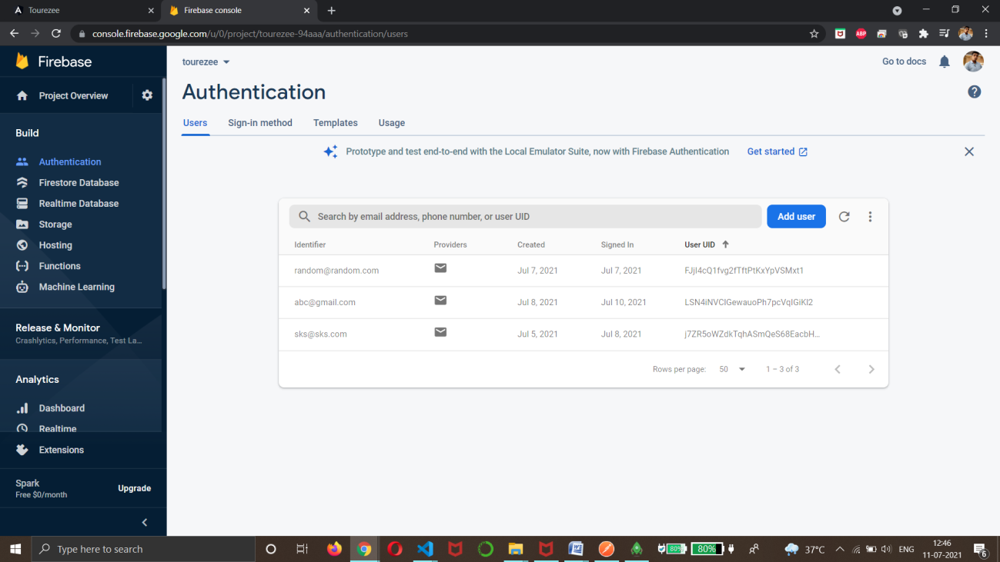 Tourezee
Firebase console
console.firebase.google.com/u/0/project/tourezee-94aaa/authentication/users
ABP
Firebase
Project Overview
Build
Authentication
Firestore Database
Realtime Database
Storage
Hosting
Functions
Machine Learning
Release & Monitor
Crashlytics, Performance, Test La...
Analytics
Dashboard
Realtime
Extensions
Spark
Free $0/month
Upgrade
tourezee
Go to docs
Authentication
Users Sign-in method Templates Usage
Prototype and test end-to-end with the Local Emulator Suite, now with Firebase Authentication Get started
Search by email address, phone number, or user UID
Add user
Identifier Providers Created Signed In User UID
random@random.com Jul 7, 2021 Jul 7, 2021 FJjI4cQ1fvg2fTftPtKxYpVSMxt1
abc@gmail.com Jul 8, 2021 Jul 10, 2021 LSN4iNVClGewauoPh7pcVqIGiKl2
sks@sks.com Jul 5, 2021 Jul 8, 2021 j7ZR5oWZdkTqhASmQeS68EacbH...
Rows per page: 50 1 – 3 of 3
Type here to search
80%
80%
37°C
ENG
12:46
11-07-2021
6